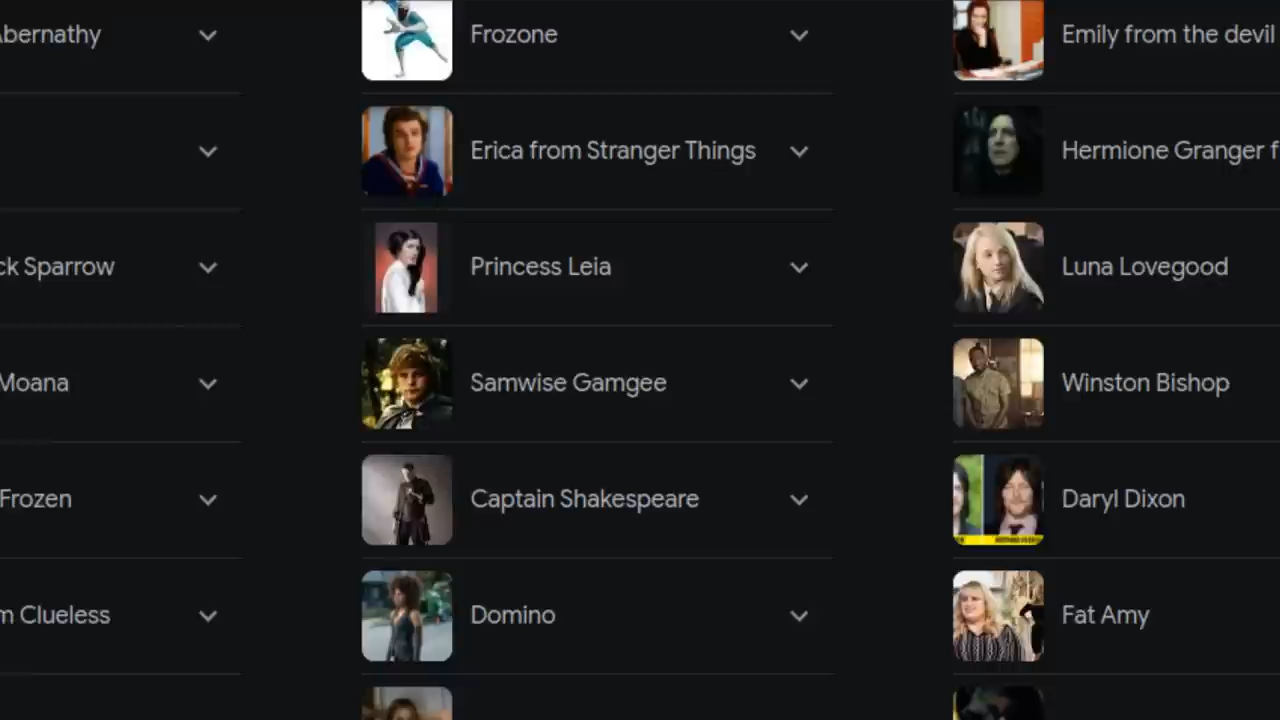 Abernathy
Frozone
Emily from the devil
Erica from Stranger Things
Hermione Granger f
ck Sparrow
Princess Leia
Luna Lovegood
Moana
Samwise Gamgee
Winston Bishop
Frozen
Captain Shakespeare
Daryl Dixon
m Clueless
Domino
Fat Amy